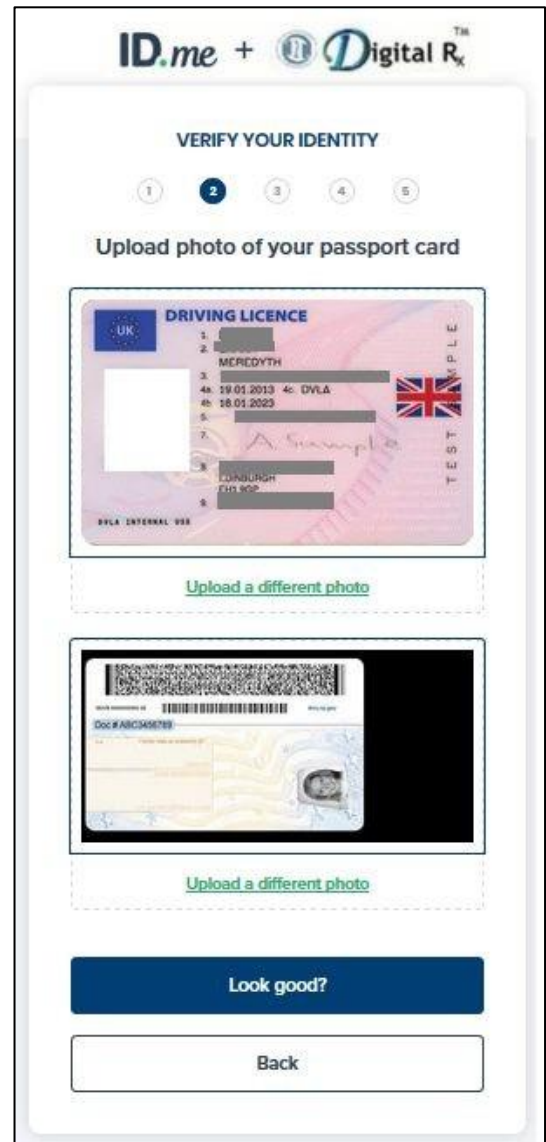 ID.me + Digital Rx™
VERIFY YOUR IDENTITY
1 2 3 4 5
Upload photo of your passport card
UK
DRIVING LICENCE
1.
2.
MEREDYTH
3.
4a. 19.01.2013 4c. DVLA
4b 18.01.2023
5.
7. A Sample
8.
EDINBURGH
EH1 9GP
9.
DVLA INTERNAL USE
TEST SAMPLE
Upload a different photo
Doc # ABC3456789
Upload a different photo
Look good?
Back